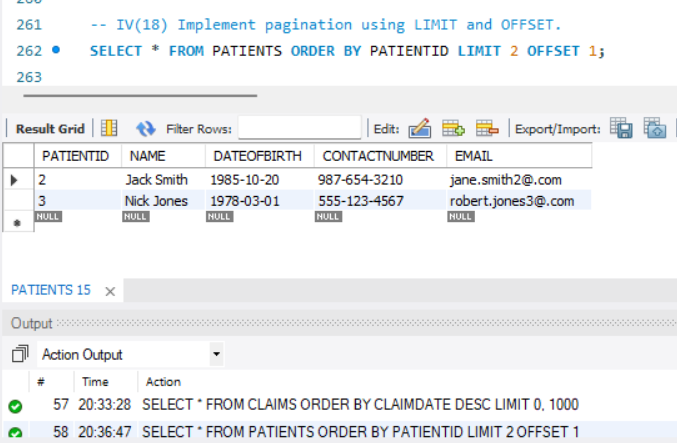 261 -- IV(18) Implement pagination using LIMIT and OFFSET.
262 SELECT * FROM PATIENTS ORDER BY PATIENTID LIMIT 2 OFFSET 1;
263
Result Grid Filter Rows: Edit: Export/Import:
PATIENTID NAME DATEOFBIRTH CONTACTNUMBER EMAIL
2 Jack Smith 1985-10-20 987-654-3210 jane.smith2@.com
3 Nick Jones 1978-03-01 555-123-4567 robert.jones3@.com
NULL NULL NULL NULL NULL
PATIENTS 15
Output
Action Output
# Time Action
57 20:33:28 SELECT * FROM CLAIMS ORDER BY CLAIMDATE DESC LIMIT 0, 1000
58 20:36:47 SELECT * FROM PATIENTS ORDER BY PATIENTID LIMIT 2 OFFSET 1